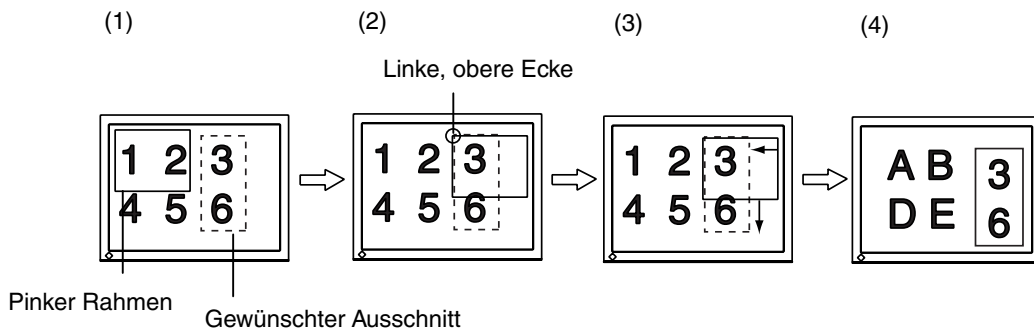 (1) (2) (3) (4)
Linke, obere Ecke
1 2 3
4 5 6
1 2 3
4 5 6
1 2 3
4 5 6
A B 3
D E 6
Pinker Rahmen
Gewünschter Ausschnitt